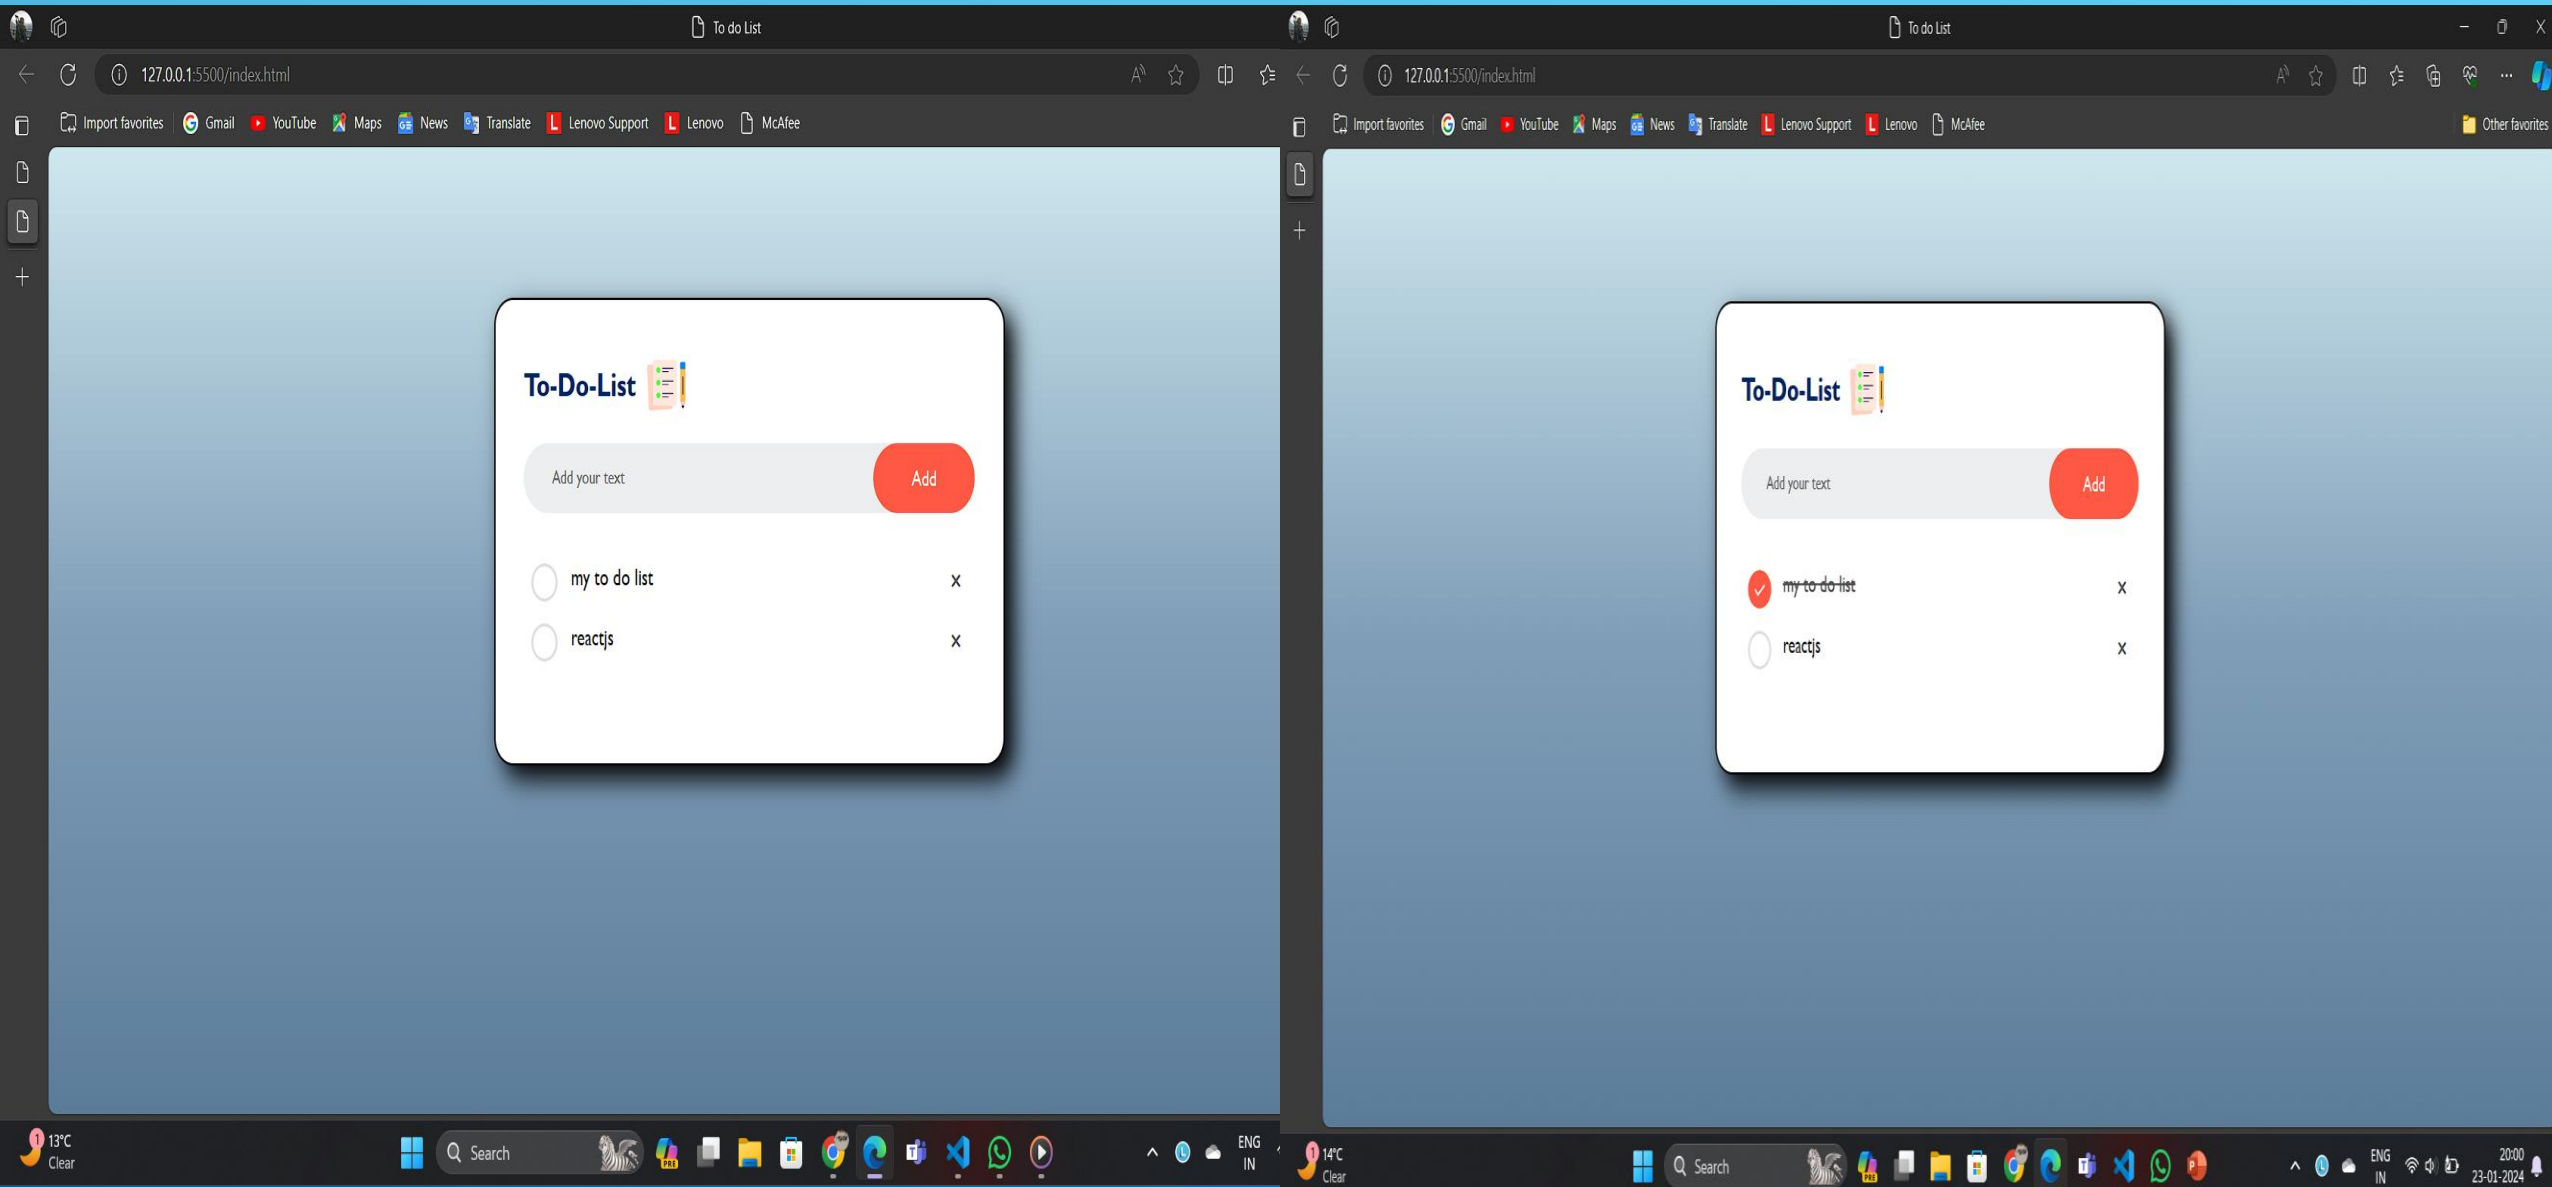 To do List
127.0.0.1:5500/index.html
Import favorites Gmail YouTube Maps News Translate Lenovo Support Lenovo McAfee
To-Do-List
Add your text Add
my to do list x
reactjs x
1 13°C
Clear
Search
PRE
ENG
IN
To do List
127.0.0.1:5500/index.html
Import favorites Gmail YouTube Maps News Translate Lenovo Support Lenovo McAfee Other favorites
To-Do-List
Add your text Add
my to do list x
reactjs x
1 14°C
Clear
Search
PRE
ENG
IN
20:00
23-01-2024